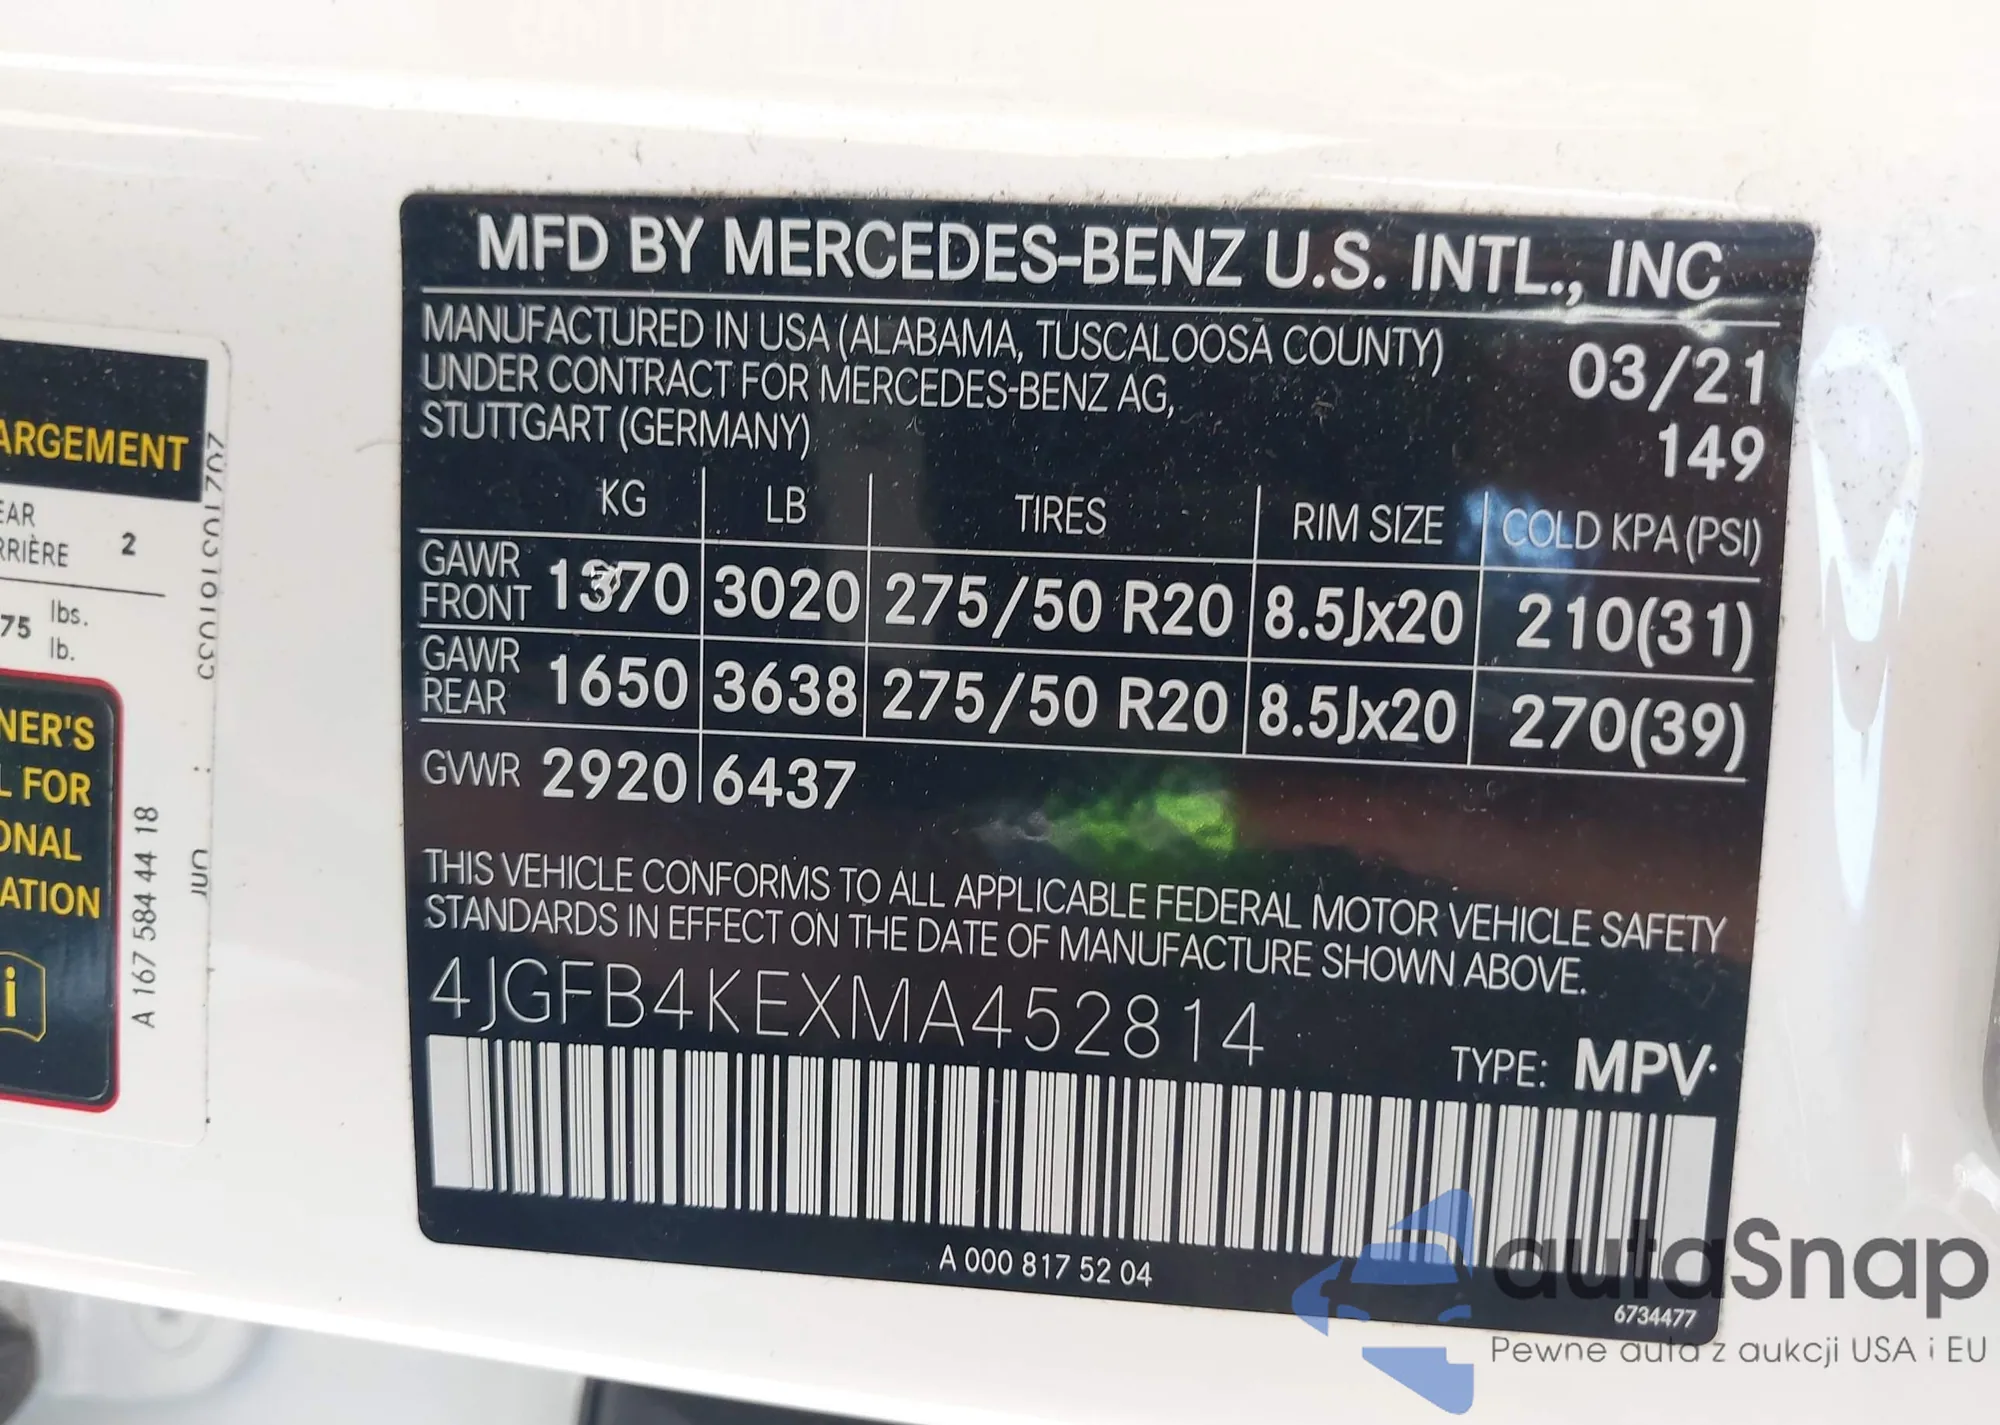 MFD BY MERCEDES-BENZ U.S. INTL., INC
MANUFACTURED IN USA (ALABAMA, TUSCALOOSA COUNTY)
UNDER CONTRACT FOR MERCEDES-BENZ AG,
STUTTGART (GERMANY)
03/21
149
KG LB TIRES RIM SIZE COLD KPA (PSI)
GAWR FRONT 1370 3020 275/50 R20 8.5Jx20 210(31)
GAWR REAR 1650 3638 275/50 R20 8.5Jx20 270(39)
GVWR 2920 6437
THIS VEHICLE CONFORMS TO ALL APPLICABLE FEDERAL MOTOR VEHICLE SAFETY
STANDARDS IN EFFECT ON THE DATE OF MANUFACTURE SHOWN ABOVE.
4JGFB4KEXMA452814
TYPE: MPV
A 000 817 52 04
6734477
ARGEMENT
EAR
RRIÈRE 2
75 lbs.
lb.
NER'S
L FOR
ONAL
ATION
i
A 167 584 44 18
autaSnap
Pewne auta z aukcji USA i EU